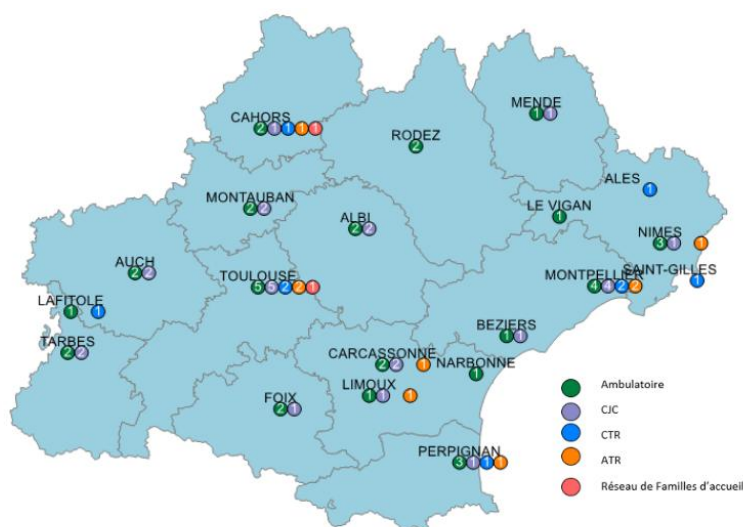 MENDE
1 1
CAHORS
2 1 1 1 1
RODEZ
2
ALES
1
MONTAUBAN
2 2
LE VIGAN
1
ALBI
2 2
NIMES
3 1 1
AUCH
2 2
TOULOUSE
5 5 2 2 1
MONTPELLIER
4 4 2 2
SAINT-GILLES
1
LAFITOLE
1 1
BEZIERS
1 1
TARBES
2 2
CARCASSONNE
2 2 1
NARBONNE
1
LIMOUX
1 1 1
FOIX
2 1
PERPIGNAN
3 1 1 1
Ambulatoire
CJC
CTR
ATR
Réseau de Familles d'accueil